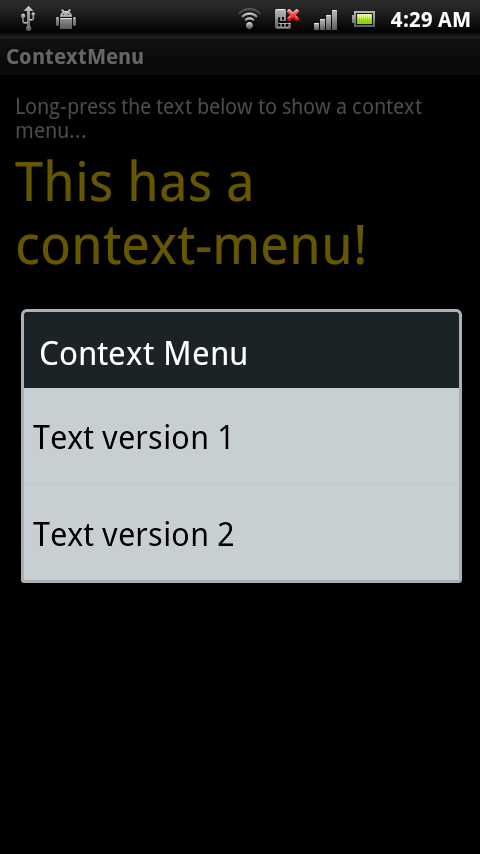 4:29 AM
ContextMenu
Long-press the text below to show a context
menu...
This has a
context-menu!
Context Menu
Text version 1
Text version 2